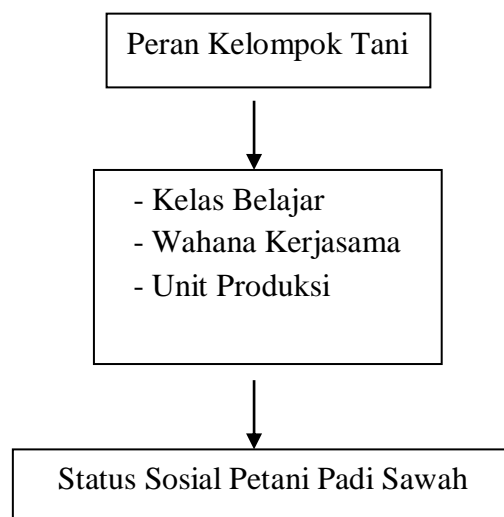 Peran Kelompok Tani
- Kelas Belajar
- Wahana Kerjasama
- Unit Produksi
Status Sosial Petani Padi Sawah